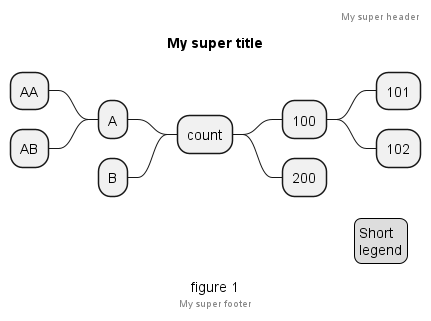 My super header
My super title
AA
A
100
101
AB
count
102
B
200
Short
legend
figure 1
My super footer